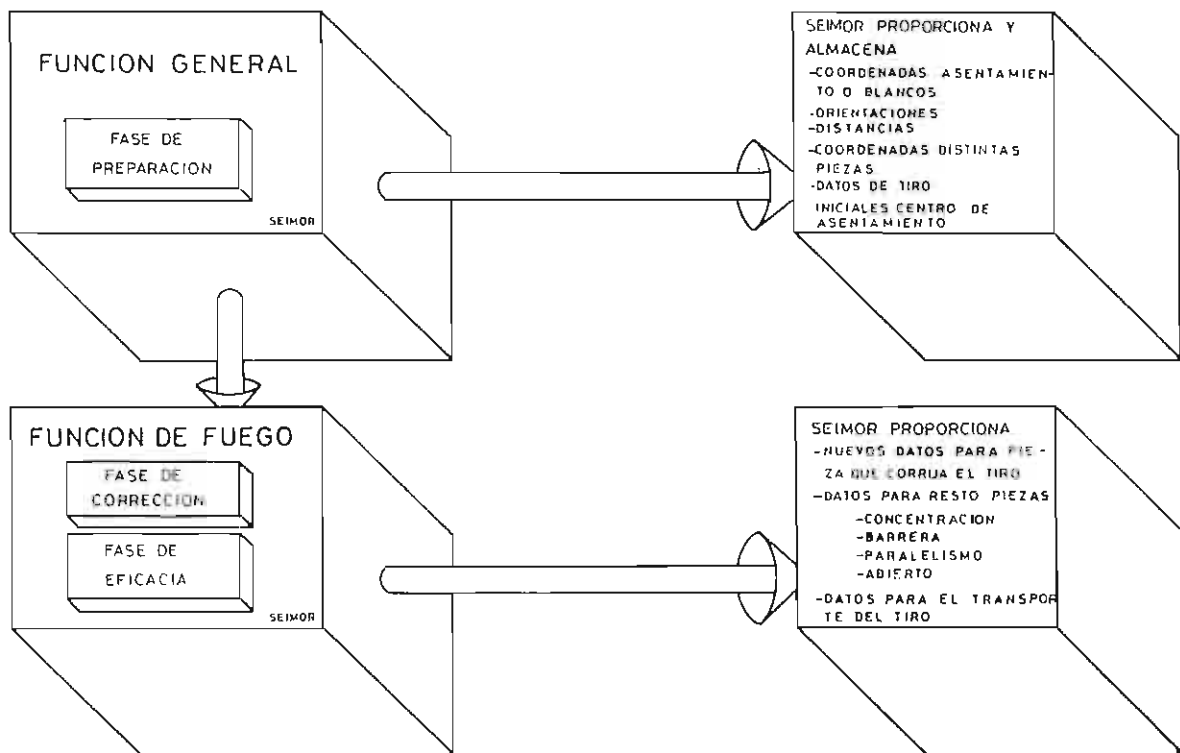 FUNCION GENERAL
FASE DE
PREPARACION
SEIMOR
SEIMOR PROPORCIONA Y
ALMACENA
-COORDENADAS ASENTAMIEN-
TO O BLANCOS
-ORIENTACIONES
-DISTANCIAS
-COORDENADAS DISTINTAS
PIEZAS
-DATOS DE TIRO
INICIALES CENTRO DE
ASENTAMIENTO
FUNCION DE FUEGO
FASE DE
CORRECCION
FASE DE
EFICACIA
SEIMOR
SEIMOR PROPORCIONA
-NUEVOS DATOS PARA PIE-
ZA QUE CORRIJA EL TIRO
-DATOS PARA RESTO PIEZAS
-CONCENTRACION
-BARRERA
-PARALELISMO
-ABIERTO
-DATOS PARA EL TRANSPOR
TE DEL TIRO